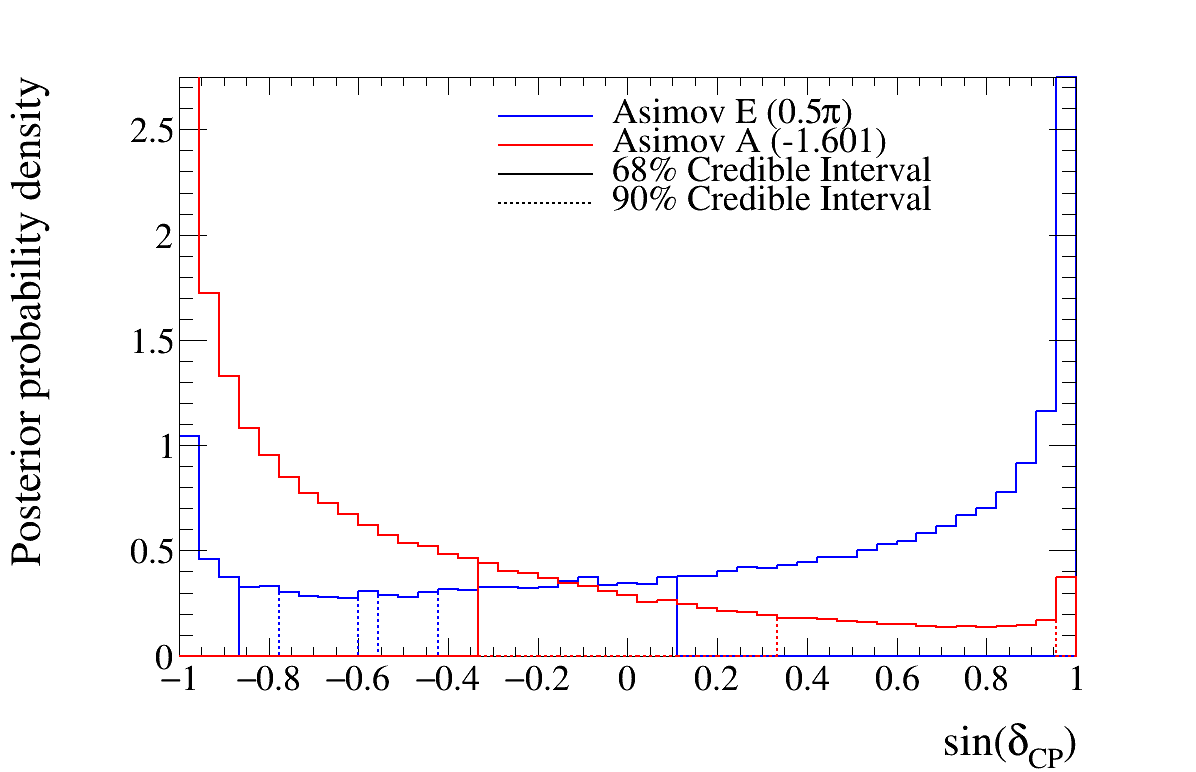 Posterior probability density
2.5
2
1.5
1
0.5
0
Asimov E (0.5π)
Asimov A (-1.601)
68% Credible Interval
90% Credible Interval
−1 −0.8 −0.6 −0.4 −0.2 0 0.2 0.4 0.6 0.8 1
sin(δCP)